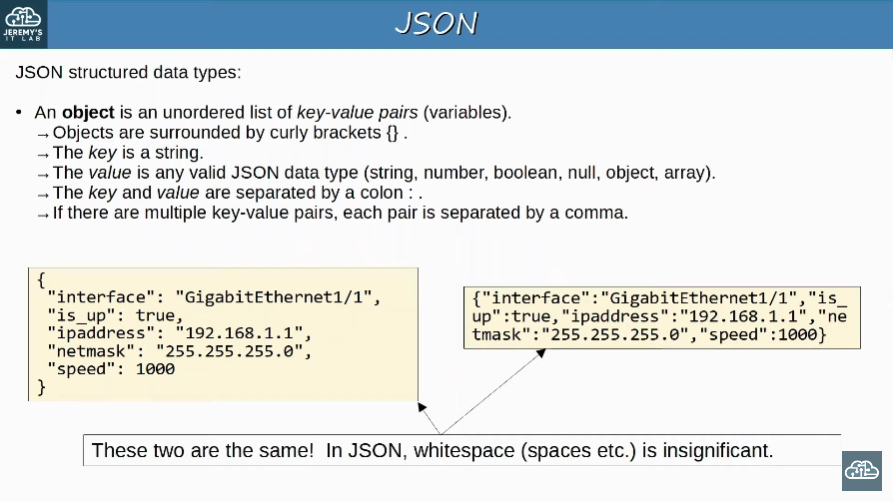 JEREMY'S
IT LAB
JSON
JSON structured data types:
• An object is an unordered list of key-value pairs (variables).
→Objects are surrounded by curly brackets {} .
→The key is a string.
→The value is any valid JSON data type (string, number, boolean, null, object, array).
→The key and value are separated by a colon : .
→If there are multiple key-value pairs, each pair is separated by a comma.
{
"interface": "GigabitEthernet1/1",
"is_up": true,
"ipaddress": "192.168.1.1",
"netmask": "255.255.255.0",
"speed": 1000
}
{"interface":"GigabitEthernet1/1","is_
up":true,"ipaddress":"192.168.1.1","ne
tmask":"255.255.255.0","speed":1000}
These two are the same! In JSON, whitespace (spaces etc.) is insignificant.